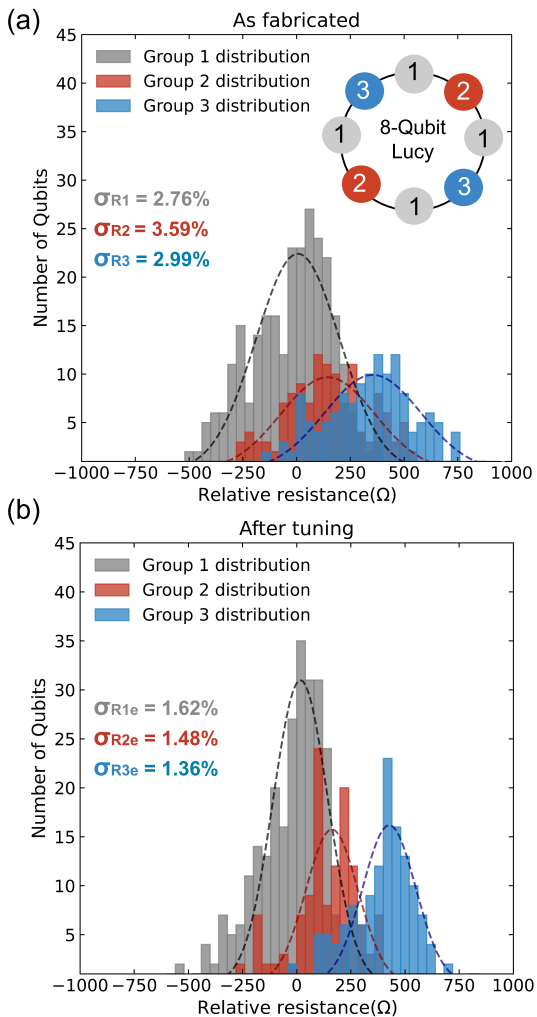 (a)
As fabricated
45
40
35
30
25
20
15
10
5
Number of Qubits
Group 1 distribution
Group 2 distribution
Group 3 distribution
1
3
2
1
8-Qubit
Lucy
1
2
3
1
σR1 = 2.76%
σR2 = 3.59%
σR3 = 2.99%
−1000 −750 −500 −250 0 250 500 750 1000
Relative resistance(Ω)
(b)
After tuning
45
40
35
30
25
20
15
10
5
Number of Qubits
Group 1 distribution
Group 2 distribution
Group 3 distribution
σR1e = 1.62%
σR2e = 1.48%
σR3e = 1.36%
−1000 −750 −500 −250 0 250 500 750 1000
Relative resistance(Ω)